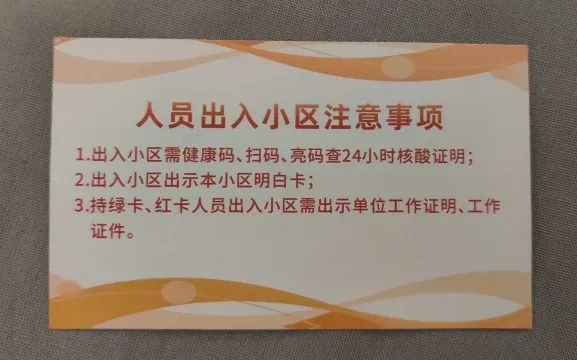 人员出入小区注意事项
1.出入小区需健康码、扫码、亮码查24小时核酸证明；
2.出入小区出示本小区明白卡；
3.持绿卡、红卡人员出入小区需出示单位工作证明、工作
证件。